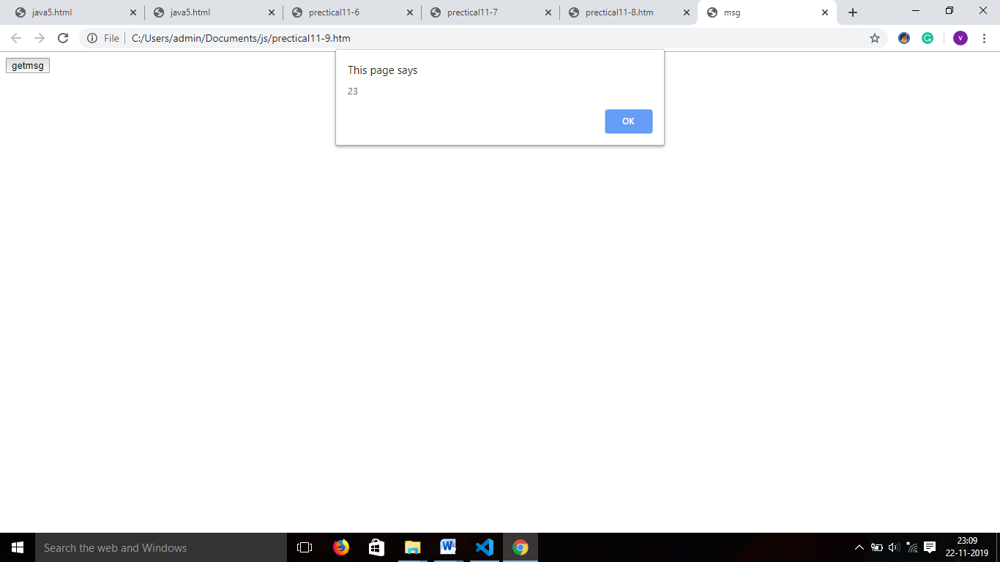 java5.html
java5.html
prectical11-6
prectical11-7
prectical11-8.htm
msg
File
C:/Users/admin/Documents/js/prectical11-9.htm
v
getmsg
This page says
23
OK
Search the web and Windows
23:09
22-11-2019